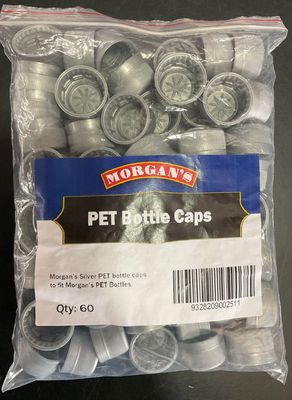 MORGAN'S
PET Bottle Caps
Morgan's Silver PET bottle caps
to fit Morgan's PET Bottles.
Qty: 60
9328209002511